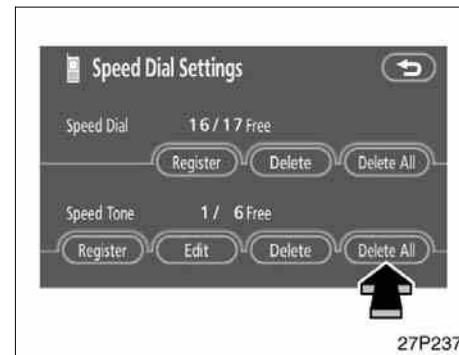 Speed Dial Settings
Speed Dial 16/17 Free
Register Delete Delete All
Speed Tone 1/ 6 Free
Register Edit Delete Delete All
27P237